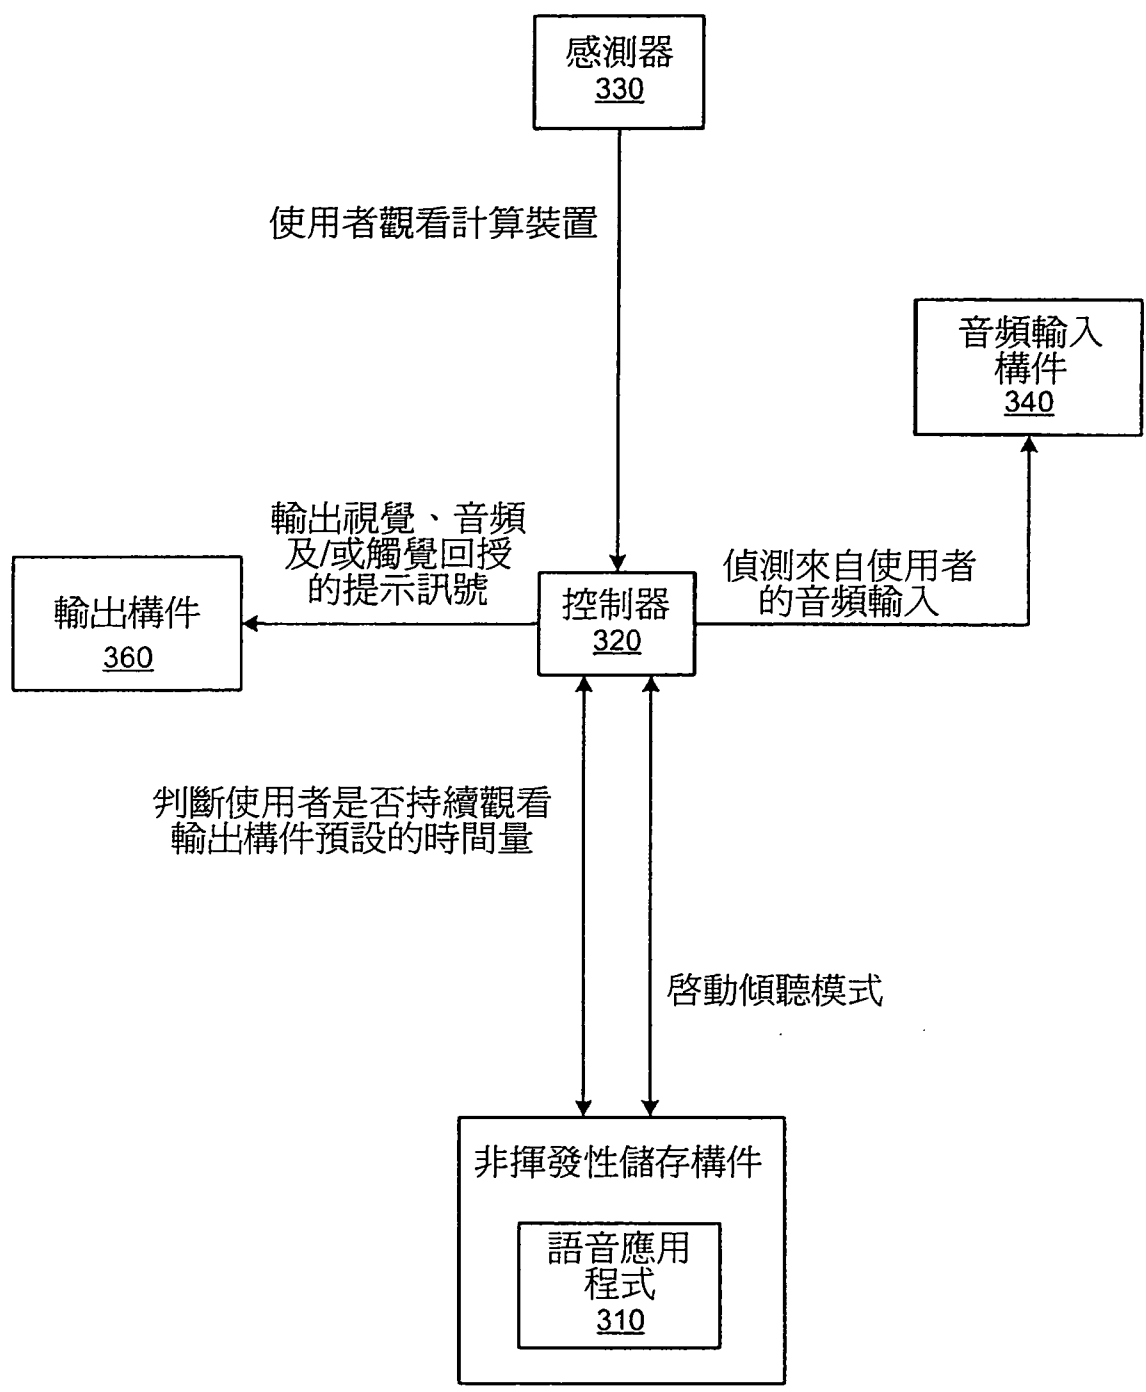 感測器
330
使用者觀看計算裝置
音頻輸入
構件
340
輸出視覺、音頻
及/或觸覺回授
的提示訊號
偵測來自使用者
的音頻輸入
輸出構件
360
控制器
320
判斷使用者是否持續觀看
輸出構件預設的時間量
啓動傾聽模式
非揮發性儲存構件
語音應用
程式
310